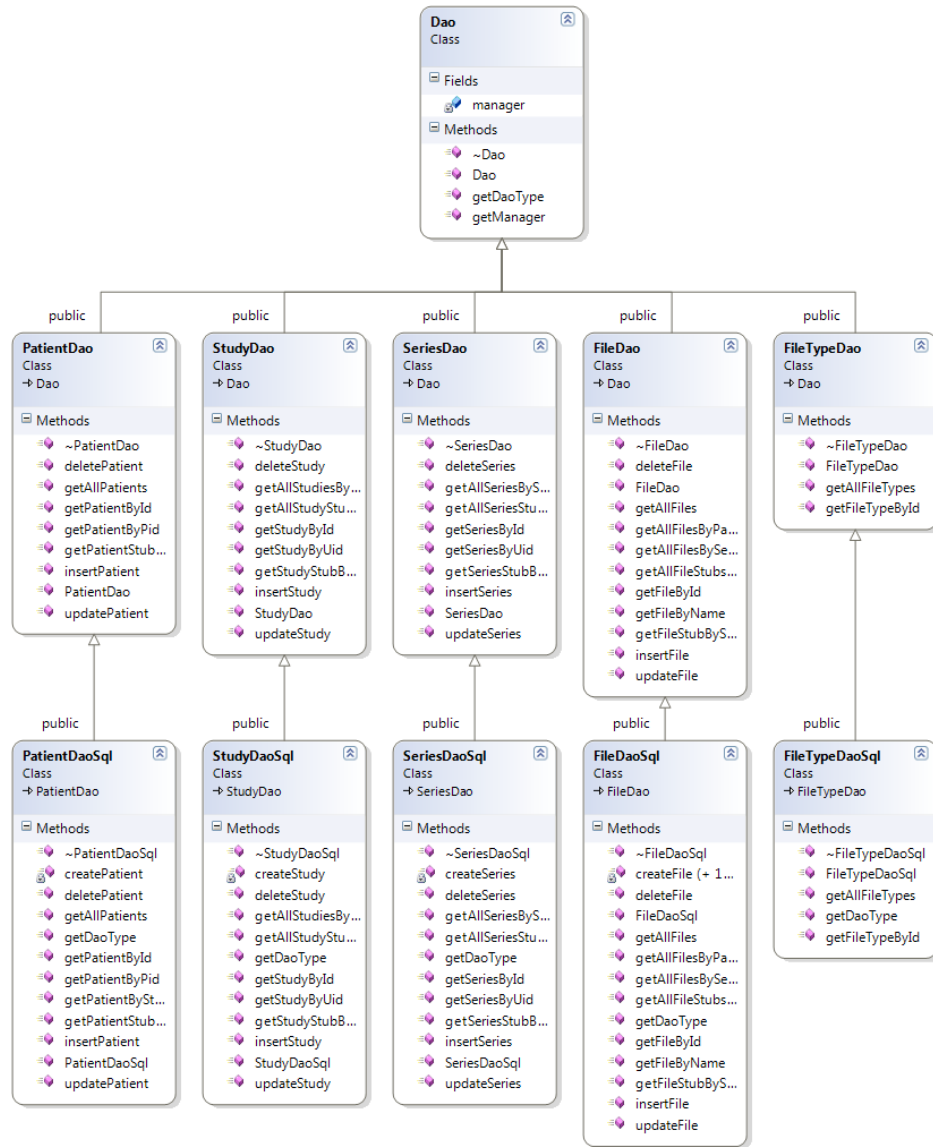 Dao
Class
Fields
manager
Methods
~Dao
Dao
getDaoType
getManager
public
public
public
public
public
PatientDao
Class
Dao
Methods
~PatientDao
deletePatient
getAllPatients
getPatientById
getPatientByPid
getPatientStub...
insertPatient
PatientDao
updatePatient
StudyDao
Class
Dao
Methods
~StudyDao
deleteStudy
getAllStudiesBy...
getAllStudyStu...
getStudyById
getStudyByUid
getStudyStubB...
insertStudy
StudyDao
updateStudy
SeriesDao
Class
Dao
Methods
~SeriesDao
deleteSeries
getAllSeriesByS...
getAllSeriesStu...
getSeriesById
getSeriesByUid
getSeriesStubB...
insertSeries
SeriesDao
updateSeries
FileDao
Class
Dao
Methods
~FileDao
deleteFile
FileDao
getAllFiles
getAllFilesByPa...
getAllFilesBySe...
getAllFileStubs...
getFileById
getFileByName
getFileStubByS...
insertFile
updateFile
FileTypeDao
Class
Dao
Methods
~FileTypeDao
FileTypeDao
getAllFileTypes
getFileTypeById
public
public
public
public
public
PatientDaoSql
Class
PatientDao
Methods
~PatientDaoSql
createPatient
deletePatient
getAllPatients
getDaoType
getPatientById
getPatientByPid
getPatientBySt...
getPatientStub...
insertPatient
PatientDaoSql
updatePatient
StudyDaoSql
Class
StudyDao
Methods
~StudyDaoSql
createStudy
deleteStudy
getAllStudiesBy...
getAllStudyStu...
getDaoType
getStudyById
getStudyByUid
getStudyStubB...
insertStudy
StudyDaoSql
updateStudy
SeriesDaoSql
Class
SeriesDao
Methods
~SeriesDaoSql
createSeries
deleteSeries
getAllSeriesByS...
getAllSeriesStu...
getDaoType
getSeriesById
getSeriesByUid
getSeriesStubB...
insertSeries
SeriesDaoSql
updateSeries
FileDaoSql
Class
FileDao
Methods
~FileDaoSql
createFile (+ 1...
deleteFile
FileDaoSql
getAllFiles
getAllFilesByPa...
getAllFilesBySe...
getAllFileStubs...
getDaoType
getFileById
getFileByName
getFileStubByS...
insertFile
updateFile
FileTypeDaoSql
Class
FileTypeDao
Methods
~FileTypeDaoSql
FileTypeDaoSql
getAllFileTypes
getDaoType
getFileTypeById